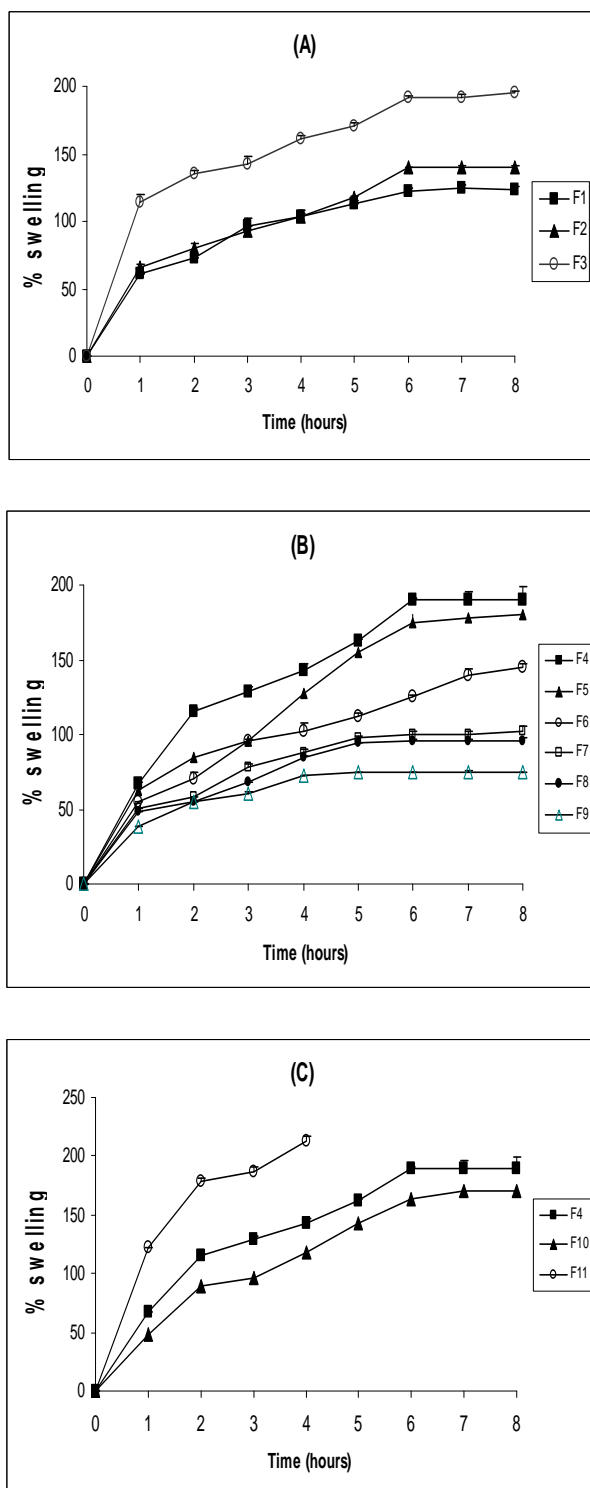 (A)
% swelling
200
150
100
50
0
0 1 2 3 4 5 6 7 8
Time (hours)
F1
F2
F3
(B)
% swelling
200
150
100
50
0
0 1 2 3 4 5 6 7 8
Time (hours)
F4
F5
F6
F7
F8
F9
(C)
% swelling
250
200
150
100
50
0
0 1 2 3 4 5 6 7 8
Time (hours)
F4
F10
F11